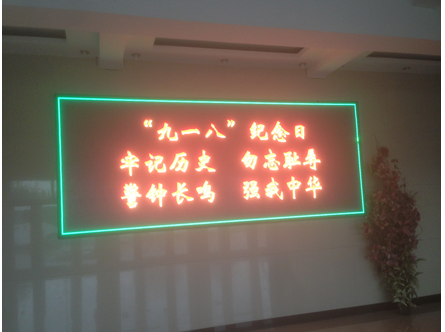 “九一八”纪念日
牢记历史 勿忘耻辱
警钟长鸣 强我中华